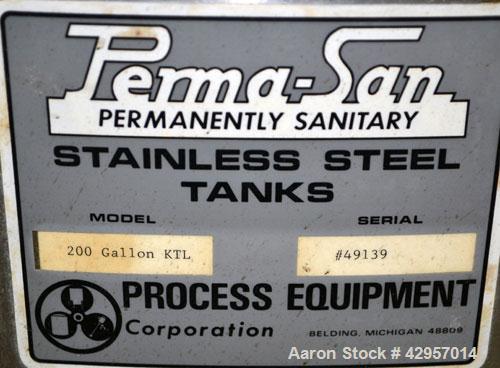 Perma-San
PERMANENTLY SANITARY
STAINLESS STEEL
TANKS
MODEL SERIAL
200 Gallon KTL #49139
PROCESS EQUIPMENT
Corporation BELDING, MICHIGAN 48809
Aaron Stock # 42957014